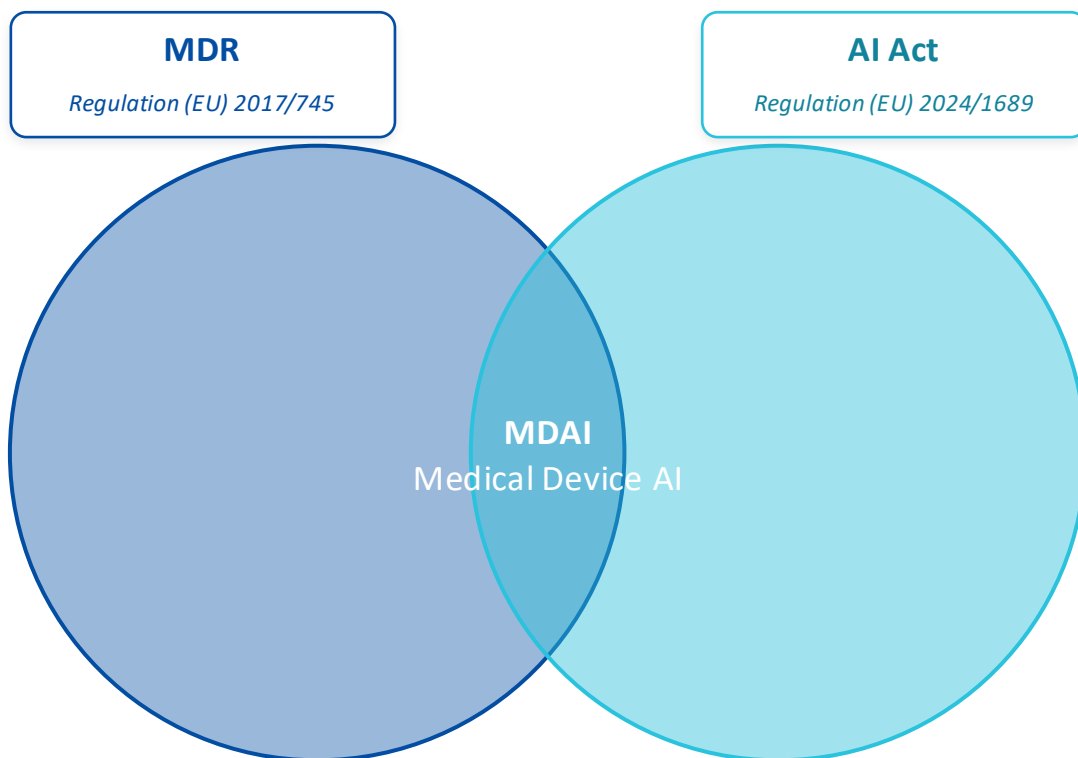 MDR
Regulation (EU) 2017/745
AI Act
Regulation (EU) 2024/1689
MDAI
Medical Device AI